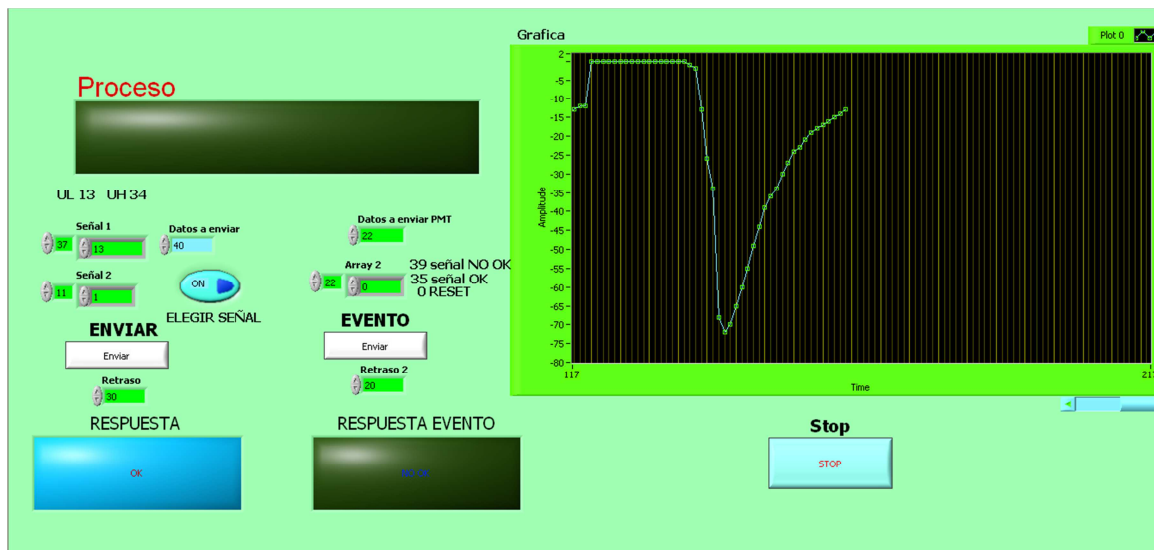 Grafica
Plot 0
Proceso
UL 13 UH 34
Señal 1
37
13
Datos a enviar
40
Señal 2
11
1
ON
ELEGIR SEÑAL
ENVIAR
Enviar
Retraso
30
RESPUESTA
OK
Datos a enviar PMT
22
Array 2
22
0
39 señal NO OK
35 señal OK
0 RESET
EVENTO
Enviar
Retraso 2
20
RESPUESTA EVENTO
NO OK
Amplitude
2
-5
-10
-15
-20
-25
-30
-35
-40
-45
-50
-55
-60
-65
-70
-75
-80
117
Time
Stop
STOP